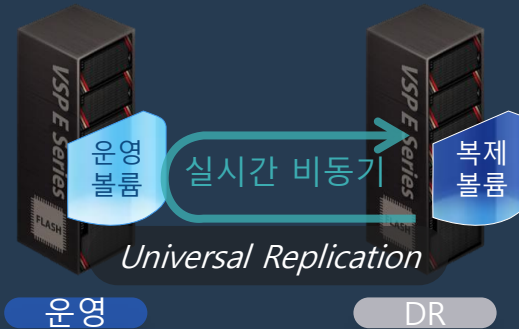 VSP E Series
VSP E Series
운영
볼륨
실시간 비동기
복제
볼륨
FLASH
FLASH
Universal Replication
운영
DR